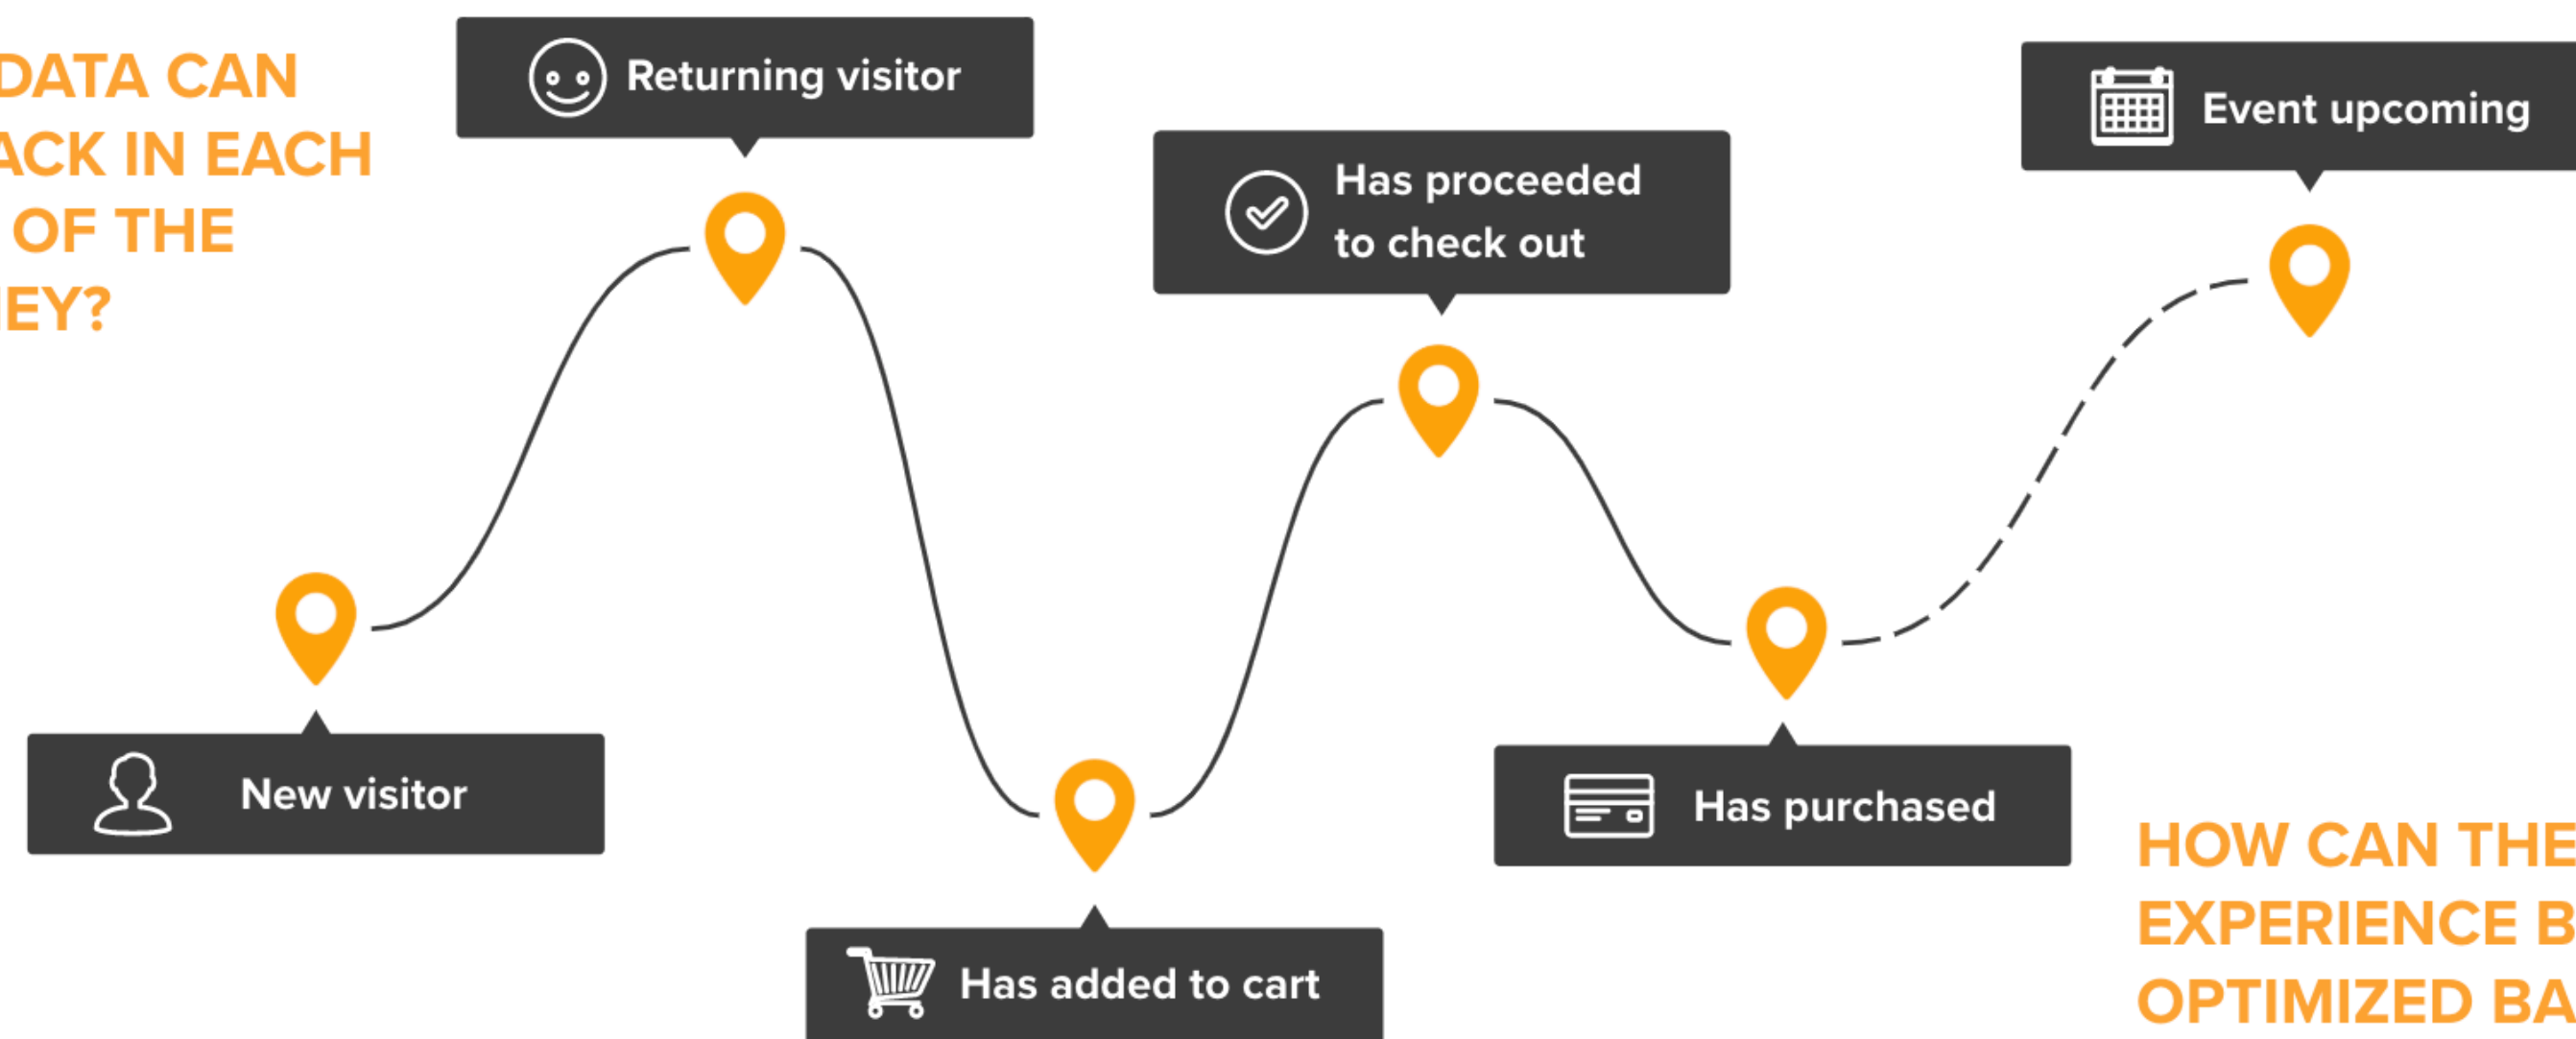 DATA CAN
ACK IN EACH
OF THE
EY?
Returning visitor
Has proceeded
to check out
Event upcoming
New visitor
Has added to cart
Has purchased
HOW CAN THE
EXPERIENCE B
OPTIMIZED BA